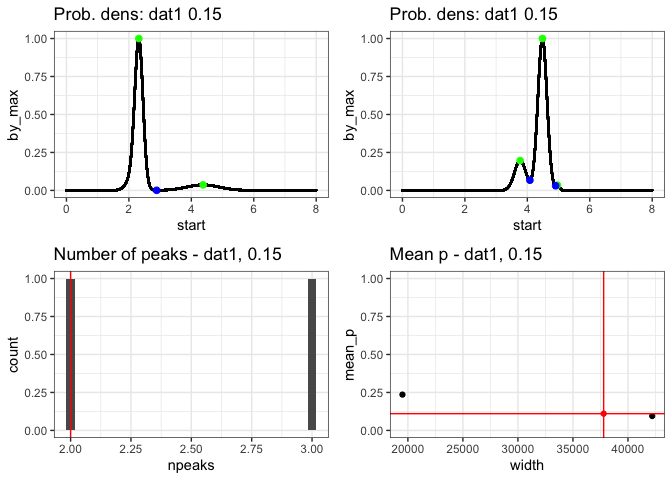 Prob. dens: dat1 0.15
by_max
1.00
0.75
0.50
0.25
0.00
0 2 4 6 8
start
Prob. dens: dat1 0.15
by_max
1.00
0.75
0.50
0.25
0.00
0 2 4 6 8
start
Number of peaks - dat1, 0.15
count
1.00
0.75
0.50
0.25
0.00
2.00 2.25 2.50 2.75 3.00
npeaks
Mean p - dat1, 0.15
mean_p
1.00
0.75
0.50
0.25
0.00
20000 25000 30000 35000 40000
width